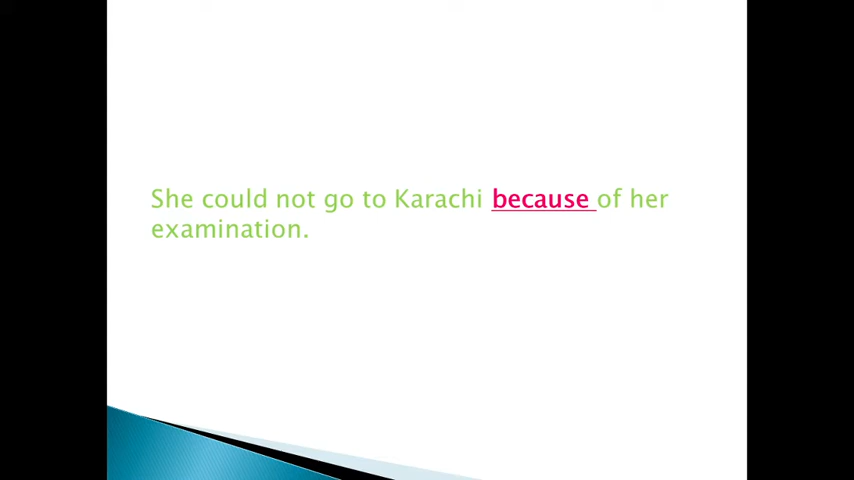 She could not go to Karachi because of her
examination.